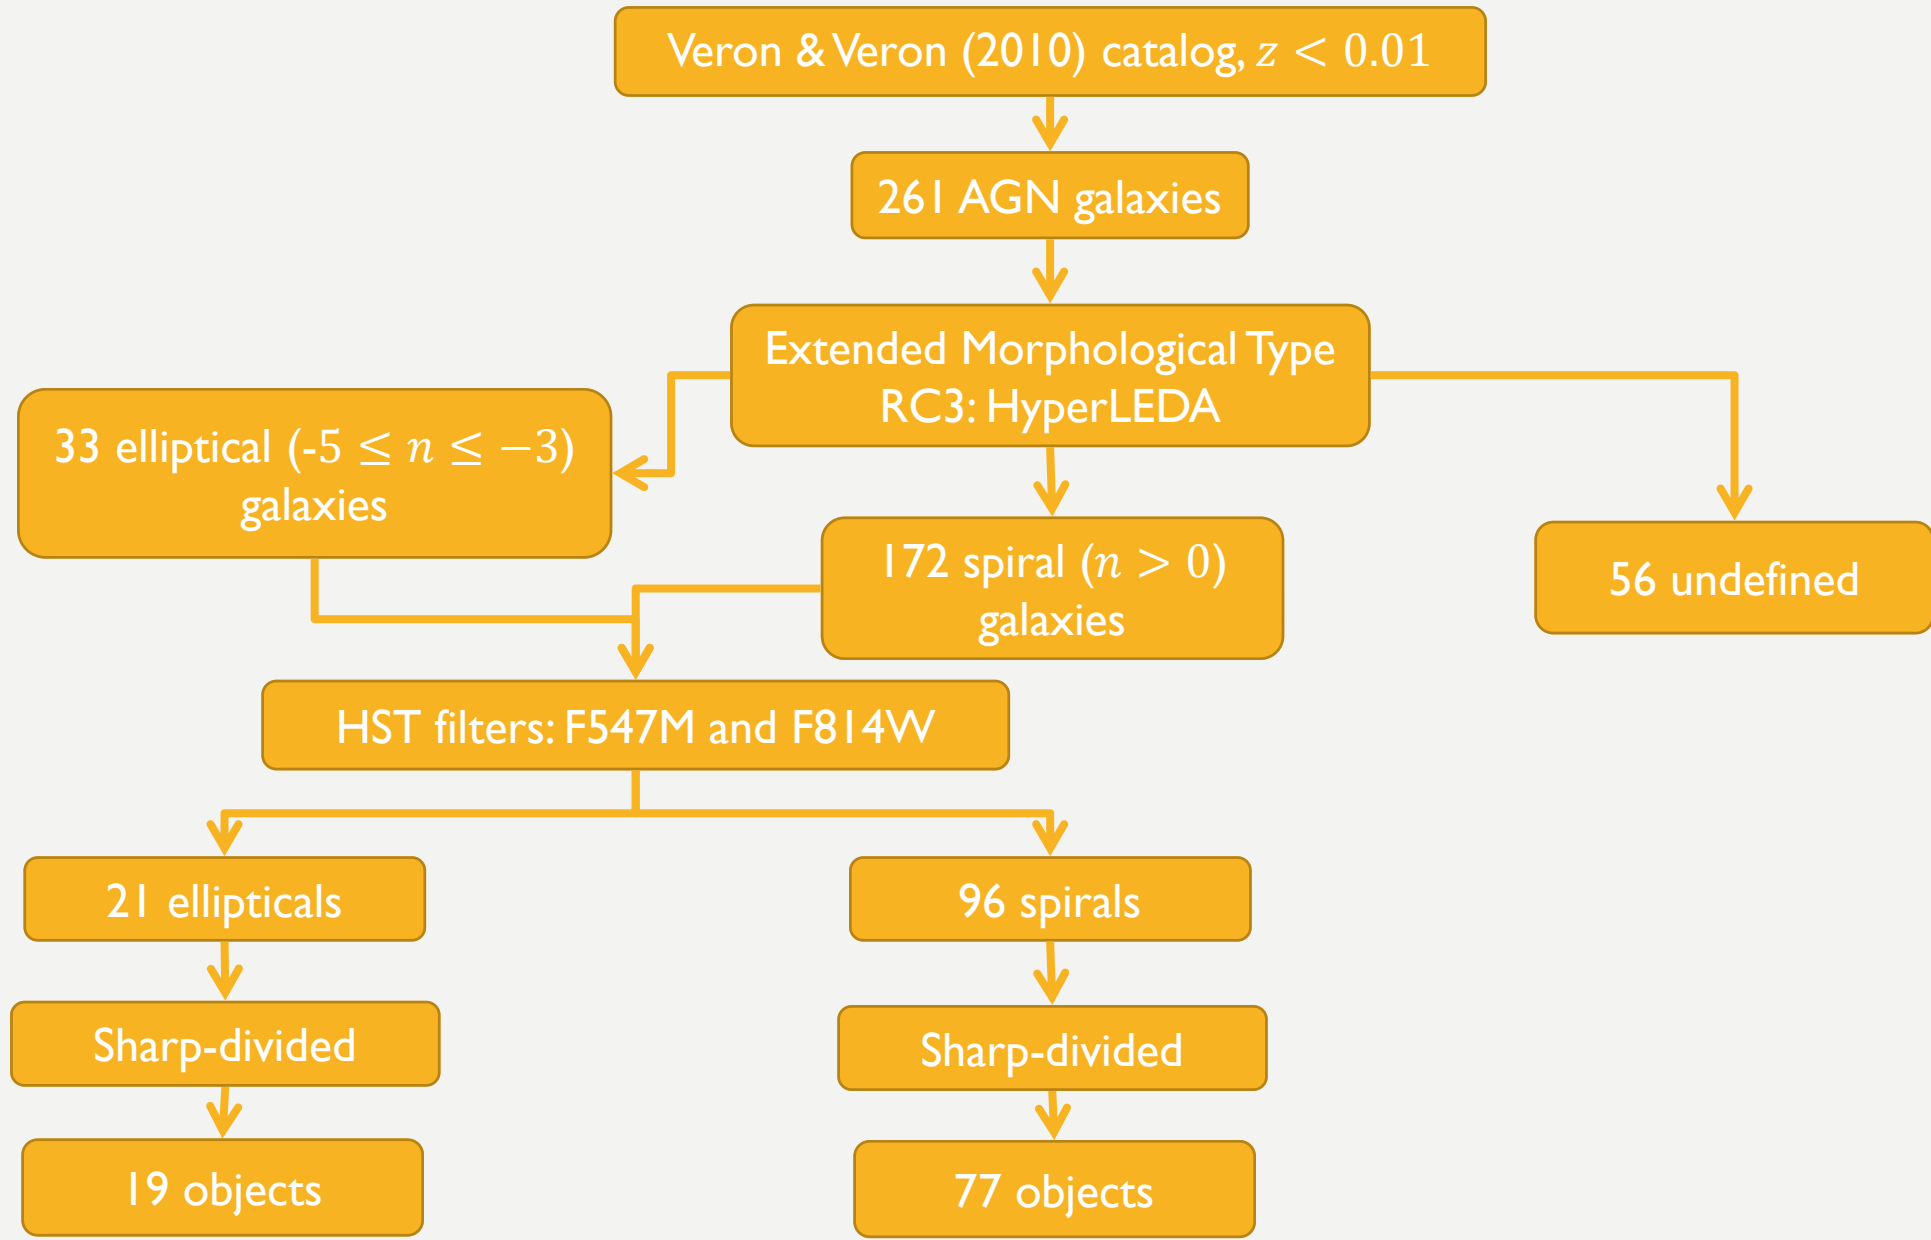 Veron & Veron (2010) catalog, z < 0.01
261 AGN galaxies
Extended Morphological Type
RC3: HyperLEDA
33 elliptical (-5 ≤ n ≤ −3)
galaxies
172 spiral (n > 0)
galaxies
56 undefined
HST filters: F547M and F814W
21 ellipticals
96 spirals
Sharp-divided
Sharp-divided
19 objects
77 objects